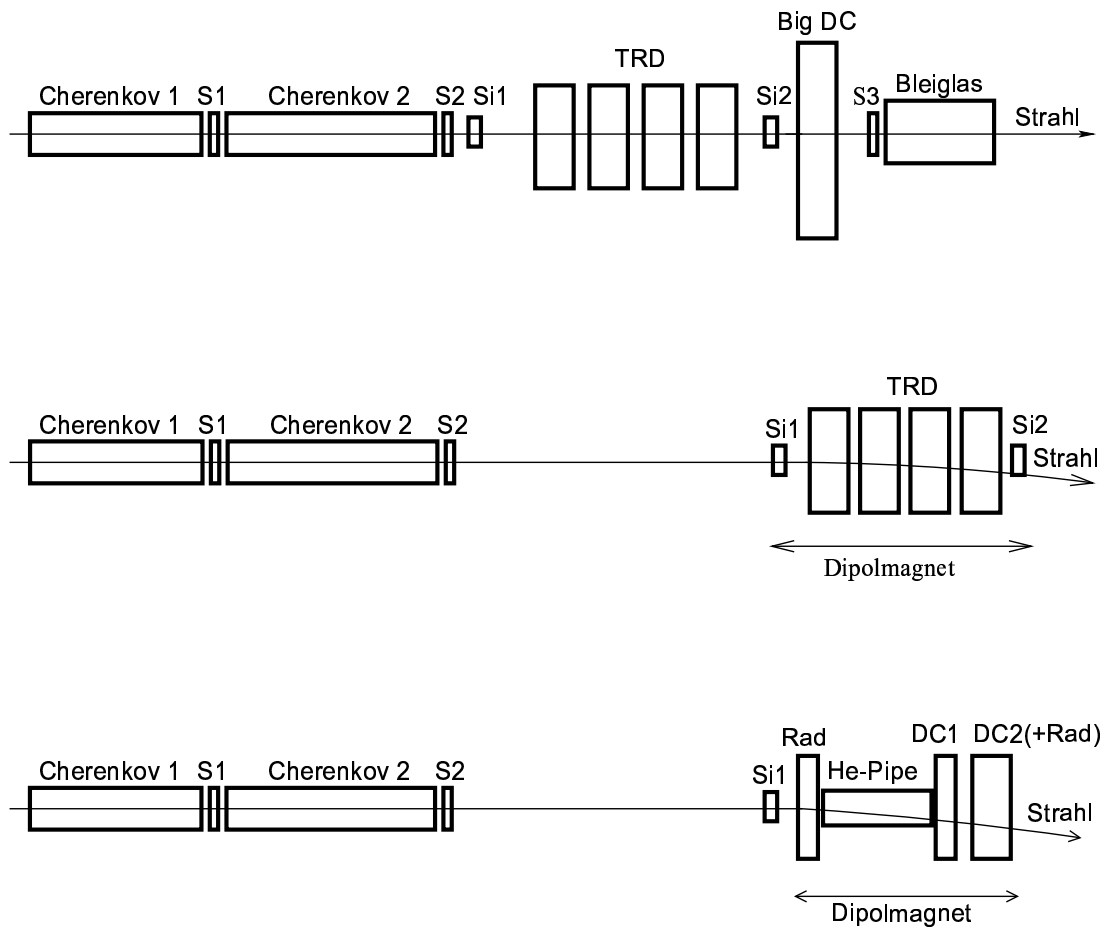 Big DC
TRD
Cherenkov 1 S1 Cherenkov 2 S2 Si1 Si2 S3 Bleiglas
Strahl
TRD
Cherenkov 1 S1 Cherenkov 2 S2 Si1 Si2
Strahl
Dipolmagnet
Rad DC1 DC2(+Rad)
Cherenkov 1 S1 Cherenkov 2 S2 Si1 He-Pipe
Strahl
Dipolmagnet